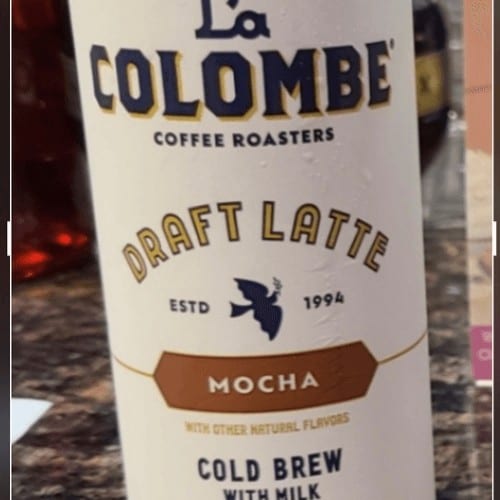 La
COLOMBE
COFFEE ROASTERS
DRAFT LATTE
ESTD 1994
MOCHA
WITH OTHER NATURAL FLAVORS
COLD BREW
WITH MILK